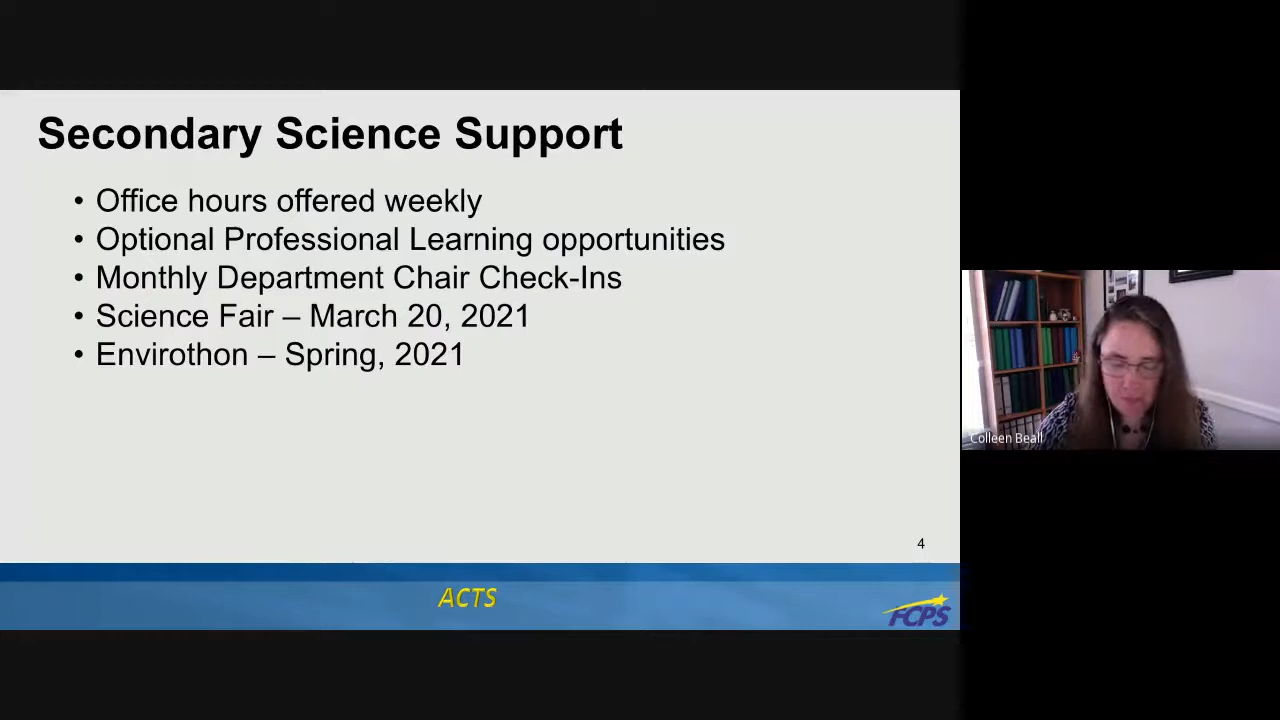 Secondary Science Support
• Office hours offered weekly
• Optional Professional Learning opportunities
• Monthly Department Chair Check-Ins
• Science Fair – March 20, 2021
• Envirothon – Spring, 2021
4
ACTS
FCPS
Colleen Beall